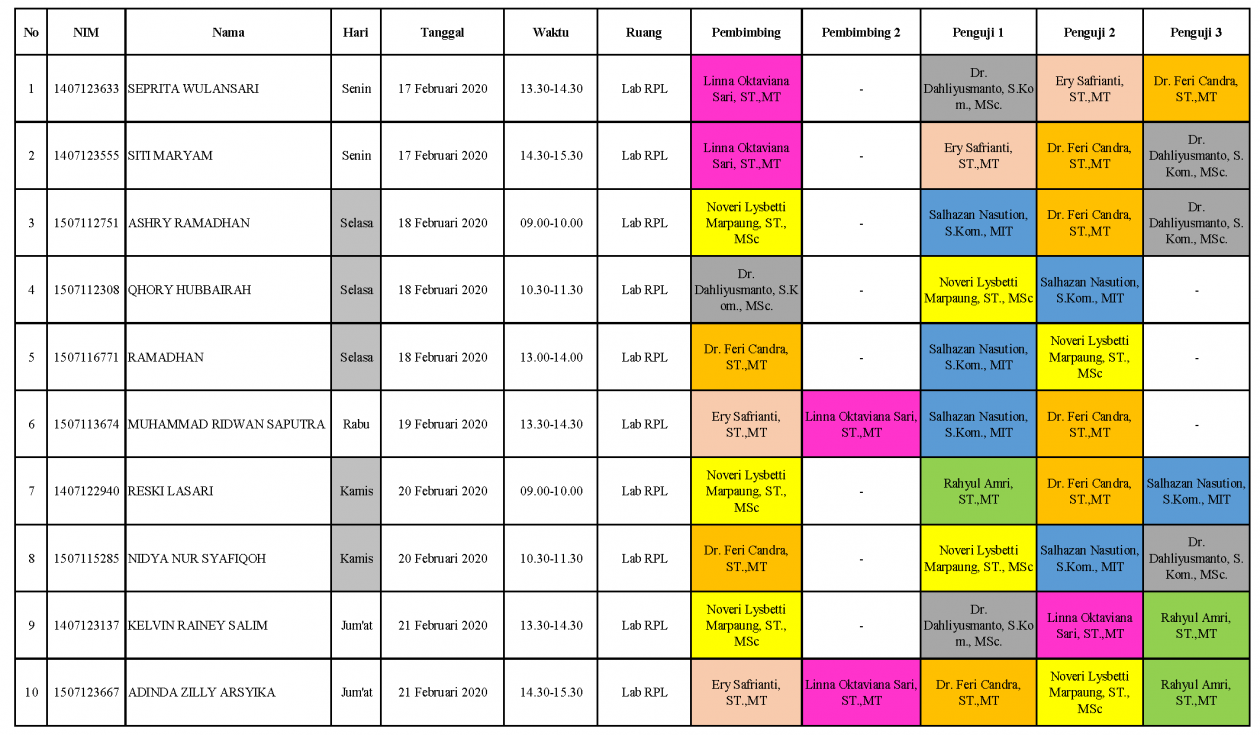 No NIM Nama Hari Tanggal Waktu Ruang Pembimbing Pembimbing 2 Penguji 1 Penguji 2 Penguji 3
1 1407123633 SEPRITA WULANSARI Senin 17 Februari 2020 13.30-14.30 Lab RPL
Linna Oktaviana
Sari, ST.,MT
-
Dr.
Dahliyusmanto, S.Ko
m., MSc.
Ery Safrianti,
ST.,MT
Dr. Feri Candra,
ST.,MT
2 1407123555 SITI MARYAM Senin 17 Februari 2020 14.30-15.30 Lab RPL
Linna Oktaviana
Sari, ST.,MT
-
Ery Safrianti,
ST.,MT
Dr. Feri Candra,
ST.,MT
Dr.
Dahliyusmanto, S.
Kom., MSc.
3 1507112751 ASHRY RAMADHAN Selasa 18 Februari 2020 09.00-10.00 Lab RPL
Noveri Lysbetti
Marpaung, ST.,
MSc
-
Salhazan Nasution,
S.Kom., MIT
Dr. Feri Candra,
ST.,MT
Dr.
Dahliyusmanto, S.
Kom., MSc.
4 1507112308 QHORY HUBBAIRAH Selasa 18 Februari 2020 10.30-11.30 Lab RPL
Dr.
Dahliyusmanto, S.K
om., MSc.
-
Noveri Lysbetti
Marpaung, ST., MSc
Salhazan Nasution,
S.Kom., MIT
-
5 1507116771 RAMADHAN Selasa 18 Februari 2020 13.00-14.00 Lab RPL
Dr. Feri Candra,
ST.,MT
-
Salhazan Nasution,
S.Kom., MIT
Noveri Lysbetti
Marpaung, ST.,
MSc
-
6 1507113674 MUHAMMAD RIDWAN SAPUTRA Rabu 19 Februari 2020 13.30-14.30 Lab RPL
Ery Safrianti,
ST.,MT
Linna Oktaviana Sari,
ST.,MT
Salhazan Nasution,
S.Kom., MIT
Dr. Feri Candra,
ST.,MT
-
7 1407122940 RESKI LASARI Kamis 20 Februari 2020 09.00-10.00 Lab RPL
Noveri Lysbetti
Marpaung, ST.,
MSc
-
Rahyul Amri,
ST.,MT
Dr. Feri Candra,
ST.,MT
Salhazan Nasution,
S.Kom., MIT
8 1507115285 NIDYA NUR SYAFIQOH Kamis 20 Februari 2020 10.30-11.30 Lab RPL
Dr. Feri Candra,
ST.,MT
-
Noveri Lysbetti
Marpaung, ST., MSc
Salhazan Nasution,
S.Kom., MIT
Dr.
Dahliyusmanto, S.
Kom., MSc.
9 1407123137 KELVIN RAINEY SALIM Jum'at 21 Februari 2020 13.30-14.30 Lab RPL
Noveri Lysbetti
Marpaung, ST.,
MSc
-
Dr.
Dahliyusmanto, S.Ko
m., MSc.
Linna Oktaviana
Sari, ST.,MT
Rahyul Amri,
ST.,MT
10 1507123667 ADINDA ZILLY ARSYIKA Jum'at 21 Februari 2020 14.30-15.30 Lab RPL
Ery Safrianti,
ST.,MT
Linna Oktaviana Sari,
ST.,MT
Dr. Feri Candra,
ST.,MT
Noveri Lysbetti
Marpaung, ST.,
MSc
Rahyul Amri,
ST.,MT